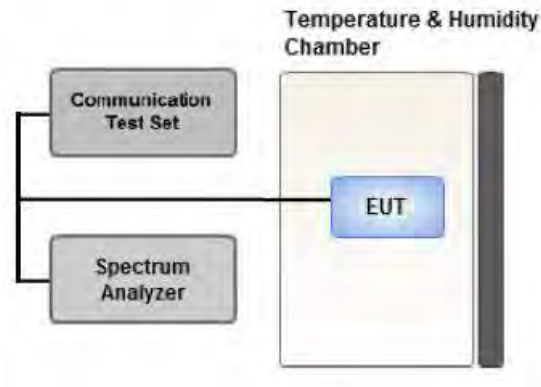 Temperature & Humidity
Chamber
Communication
Test Set
EUT
Spectrum
Analyzer